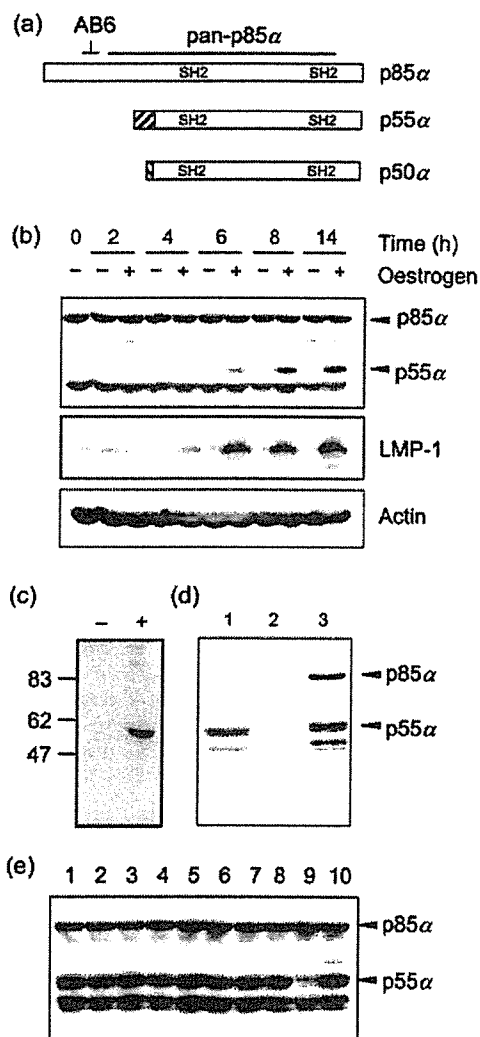 (a) AB6
pan-p85α
SH2 SH2 p85α
SH2 SH2 p55α
SH2 SH2 p50α
(b) 0 2 4 6 8 14 Time (h)
– – + – + – + – + – + Oestrogen
p85α
p55α
LMP-1
Actin
(c) – + (d) 1 2 3
83 p85α
62 p55α
47
(e) 1 2 3 4 5 6 7 8 9 10
p85α
p55α